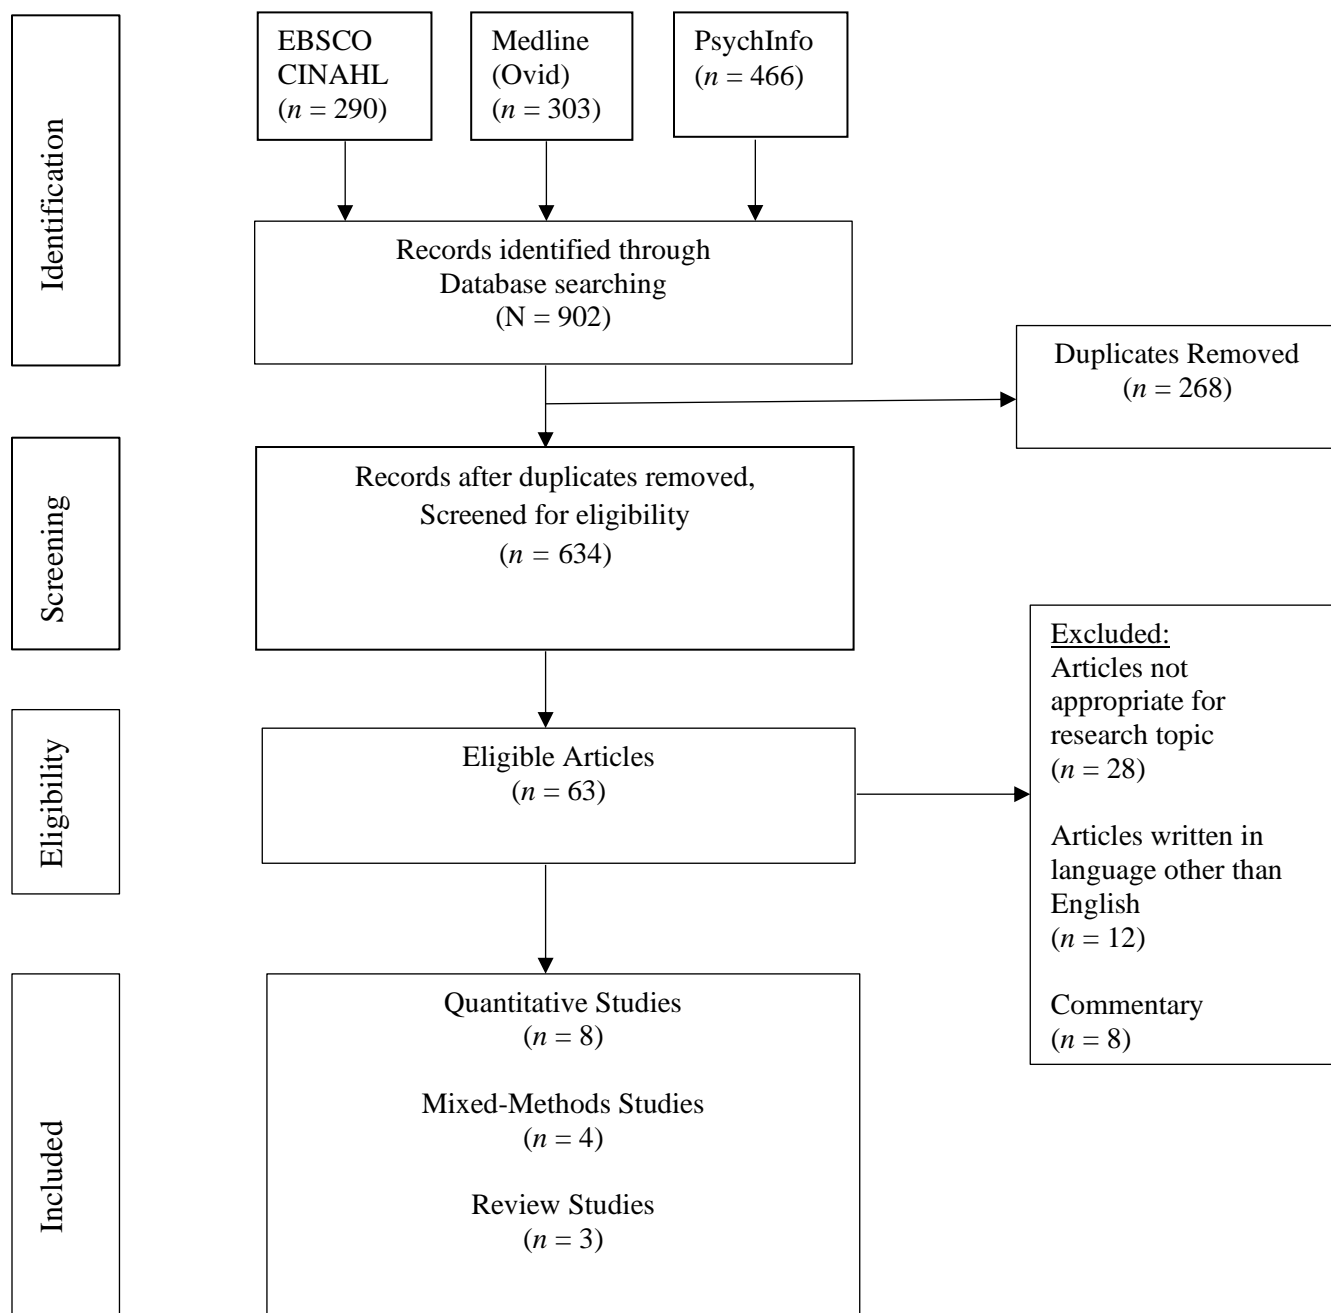 Identification
EBSCO
CINAHL
(n = 290)
Medline
(Ovid)
(n = 303)
PsychInfo
(n = 466)
Records identified through
Database searching
(N = 902)
Duplicates Removed
(n = 268)
Screening
Records after duplicates removed,
Screened for eligibility
(n = 634)
Eligibility
Eligible Articles
(n = 63)
Excluded:
Articles not
appropriate for
research topic
(n = 28)
Articles written in
language other than
English
(n = 12)
Commentary
(n = 8)
Included
Quantitative Studies
(n = 8)
Mixed-Methods Studies
(n = 4)
Review Studies
(n = 3)